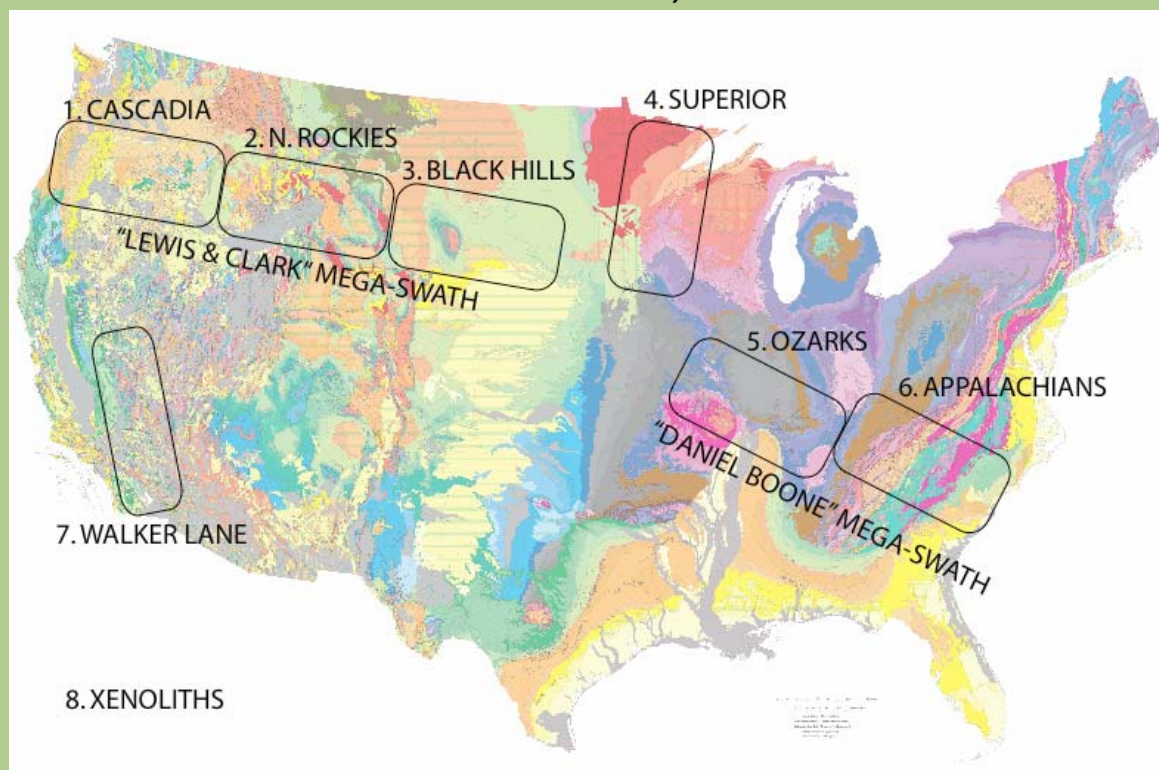 1. CASCADIA
2. N. ROCKIES
3. BLACK HILLS
4. SUPERIOR
"LEWIS & CLARK" MEGA-SWATH
5. OZARKS
6. APPALACHIANS
"DANIEL BOONE" MEGA-SWATH
7. WALKER LANE
8. XENOLITHS